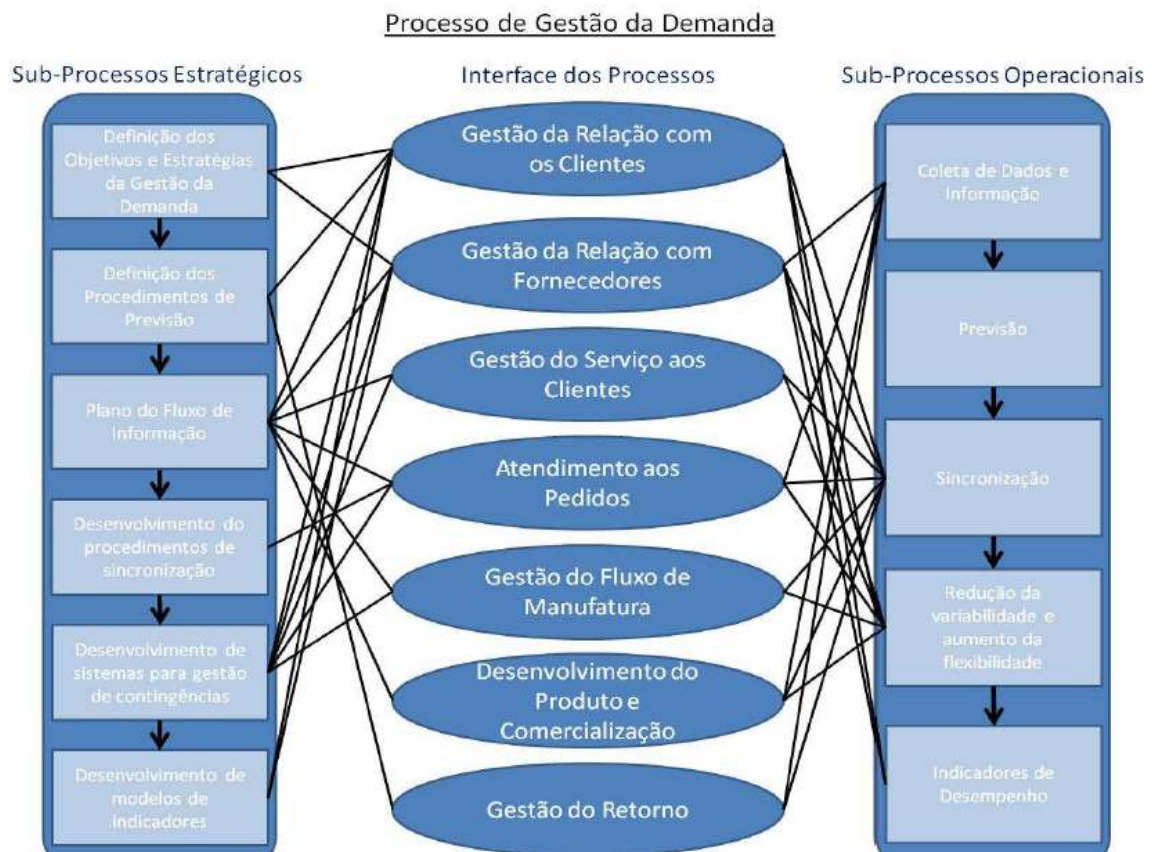 Processo de Gestão da Demanda
Sub-Processos Estratégicos
Interface dos Processos
Sub-Processos Operacionais
Definição dos
Objetivos e Estratégias
da Gestão da
Demanda
Definição dos
Procedimentos de
Previsão
Plano do Fluxo de
Informação
Desenvolvimento do
procedimentos de
sincronização
Desenvolvimento de
sistemas para gestão
de contingências
Desenvolvimento de
modelos de
Indicadores
Gestão da Relação com
os Clientes
Gestão da Relação com
Fornecedores
Gestão do Serviço aos
Clientes
Atendimento aos
Pedidos
Gestão do Fluxo de
Manufatura
Desenvolvimento do
Produto e
Comercialização
Gestão do Retorno
Coleta de Dados e
Informação
Previsão
Sincronização
Redução da
variabilidade e
aumento da
flexibilidade
Indicadores de
Desempenho